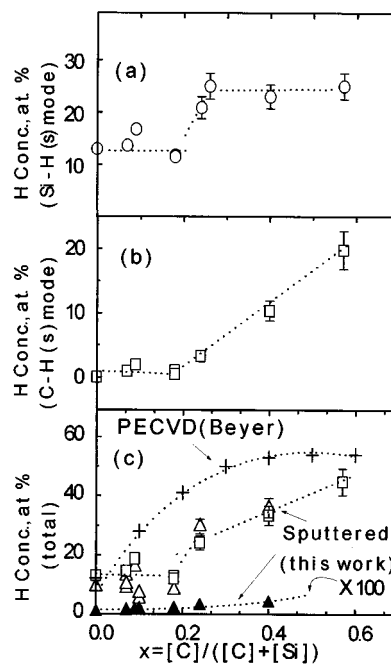 (a)
30
20
10
0
H Conc., at. %
(Si-H (s) mode)
(b)
20
10
0
H Conc., at. %
(C-H (s) mode)
60
PECVD(Beyer)
(c)
40
20
0
H Conc., at %
(total)
Sputtered
(this work)
X100
0.0 0.2 0.4 0.6
x=[C]/([C]+[Si])